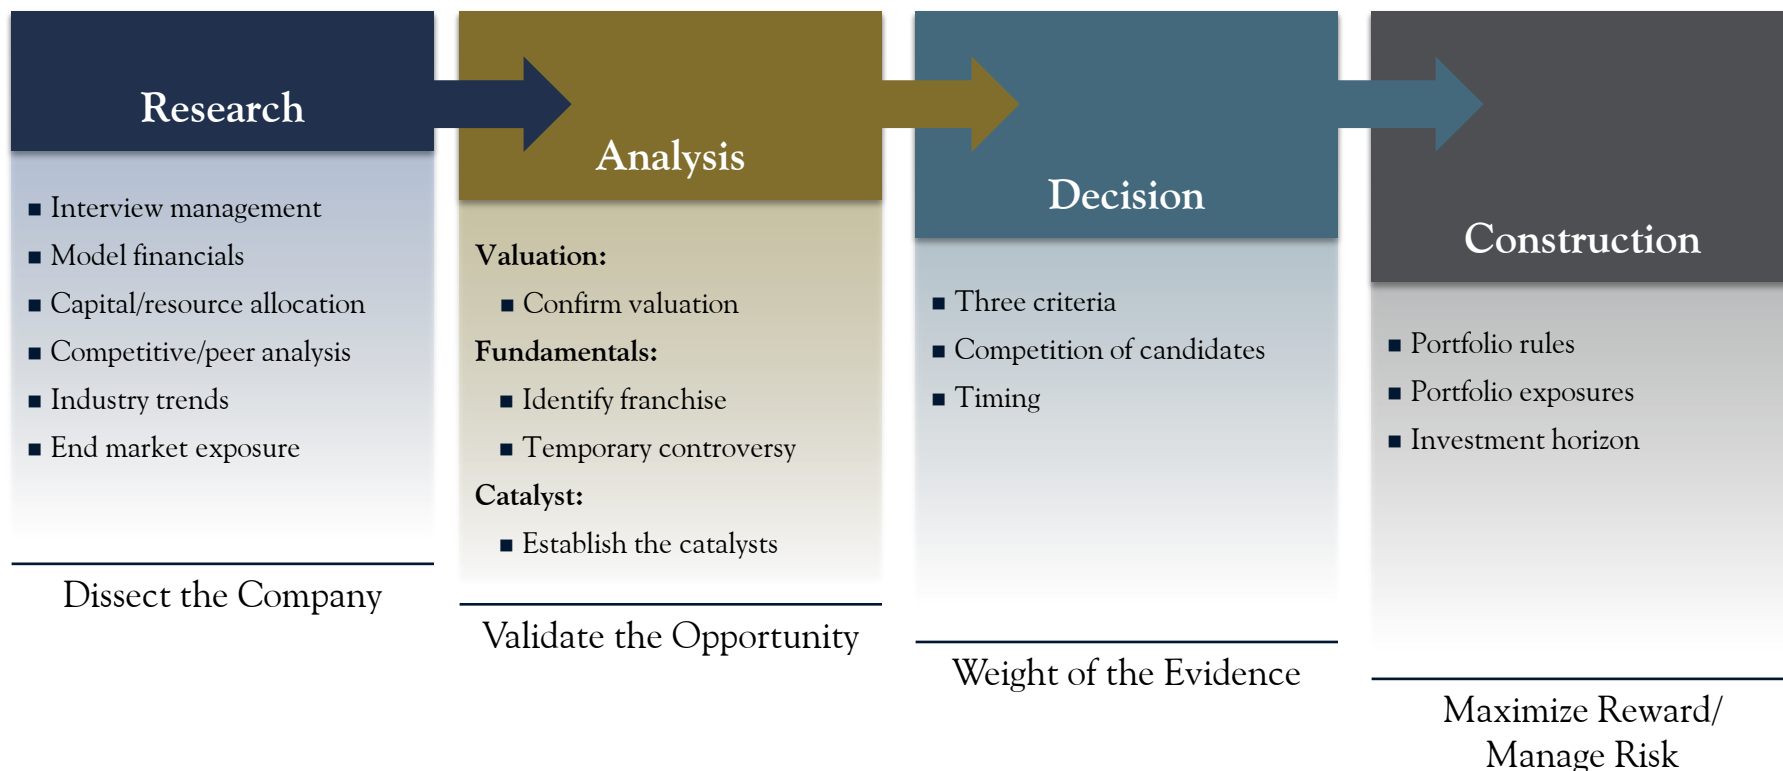 Research
■ Interview management
■ Model financials
■ Capital/resource allocation
■ Competitive/peer analysis
■ Industry trends
■ End market exposure
Dissect the Company
Analysis
Valuation:
■ Confirm valuation
Fundamentals:
■ Identify franchise
■ Temporary controversy
Catalyst:
■ Establish the catalysts
Validate the Opportunity
Decision
■ Three criteria
■ Competition of candidates
■ Timing
Weight of the Evidence
Construction
■ Portfolio rules
■ Portfolio exposures
■ Investment horizon
Maximize Reward/
Manage Risk